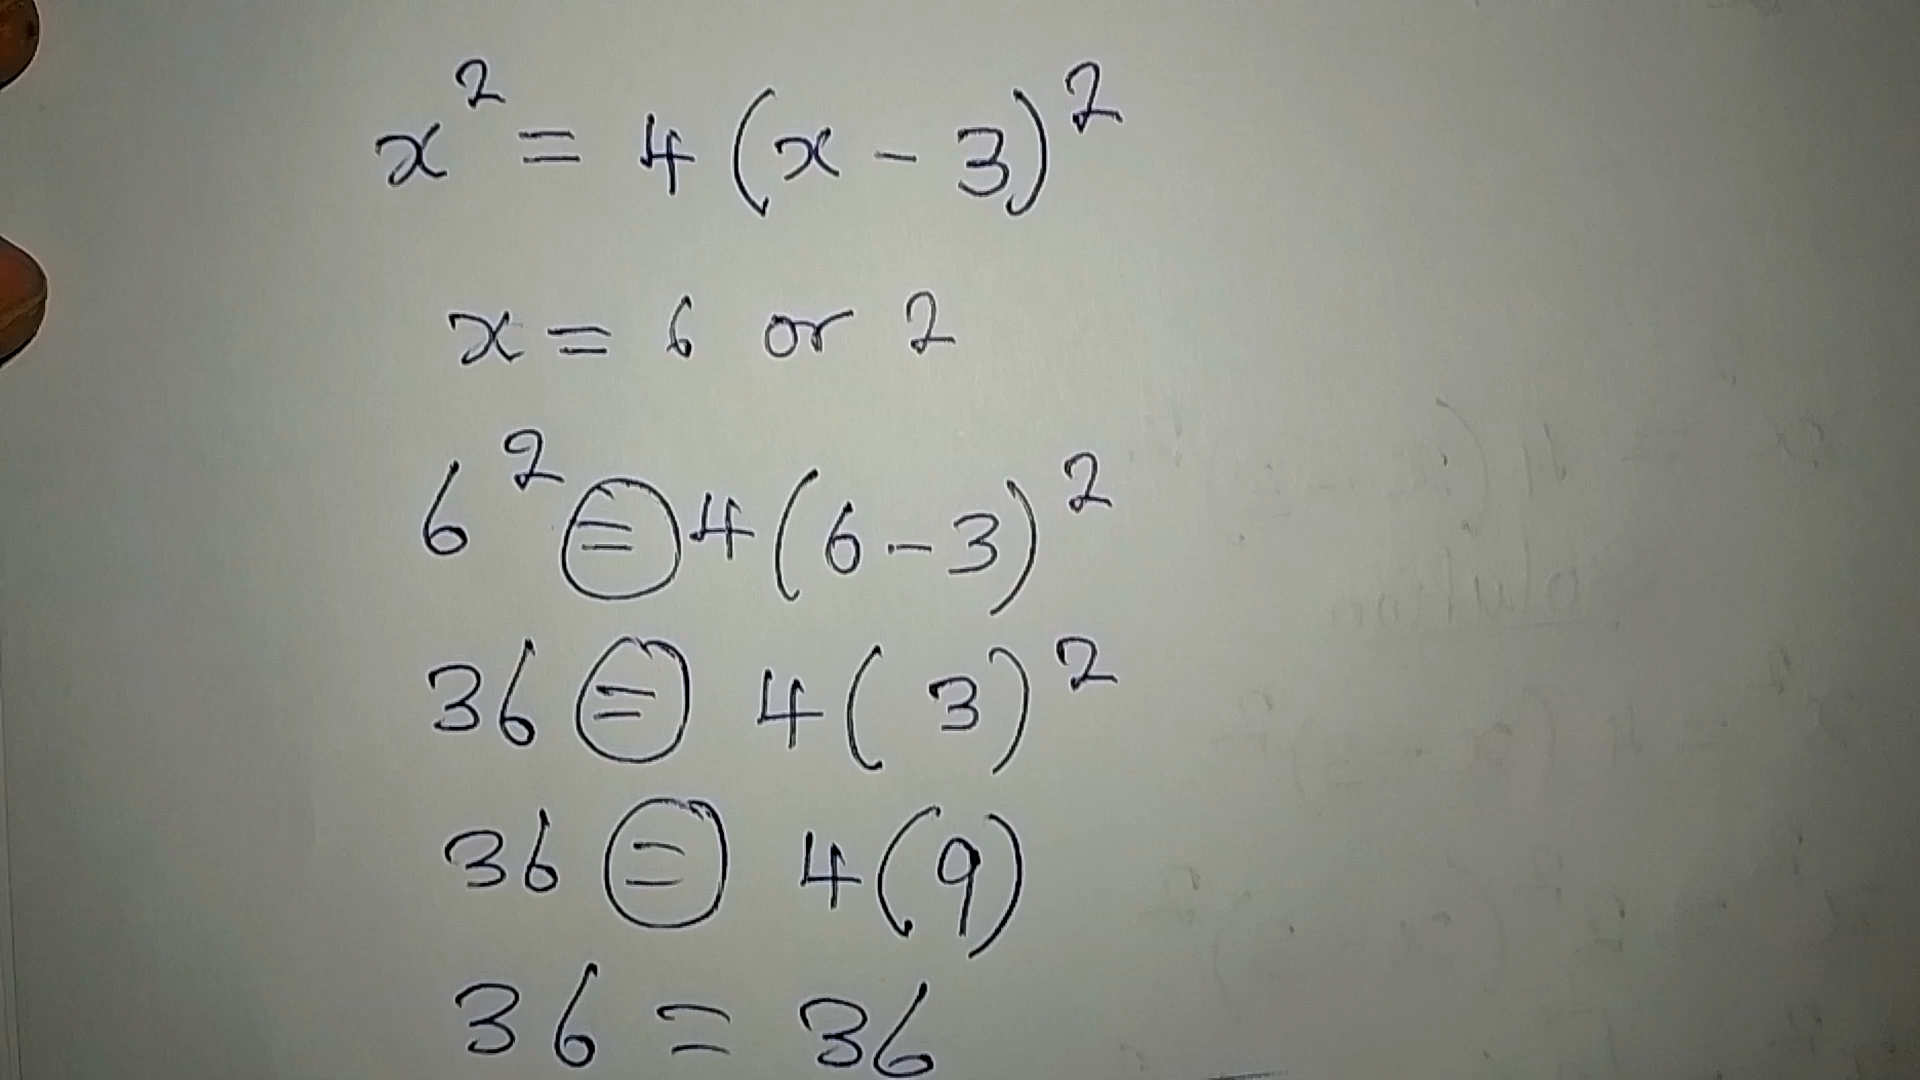 x² = 4(x - 3)²
x = 6 or 2
6² = 4(6 - 3)²
36 = 4(3)²
36 = 4(9)
36 = 36